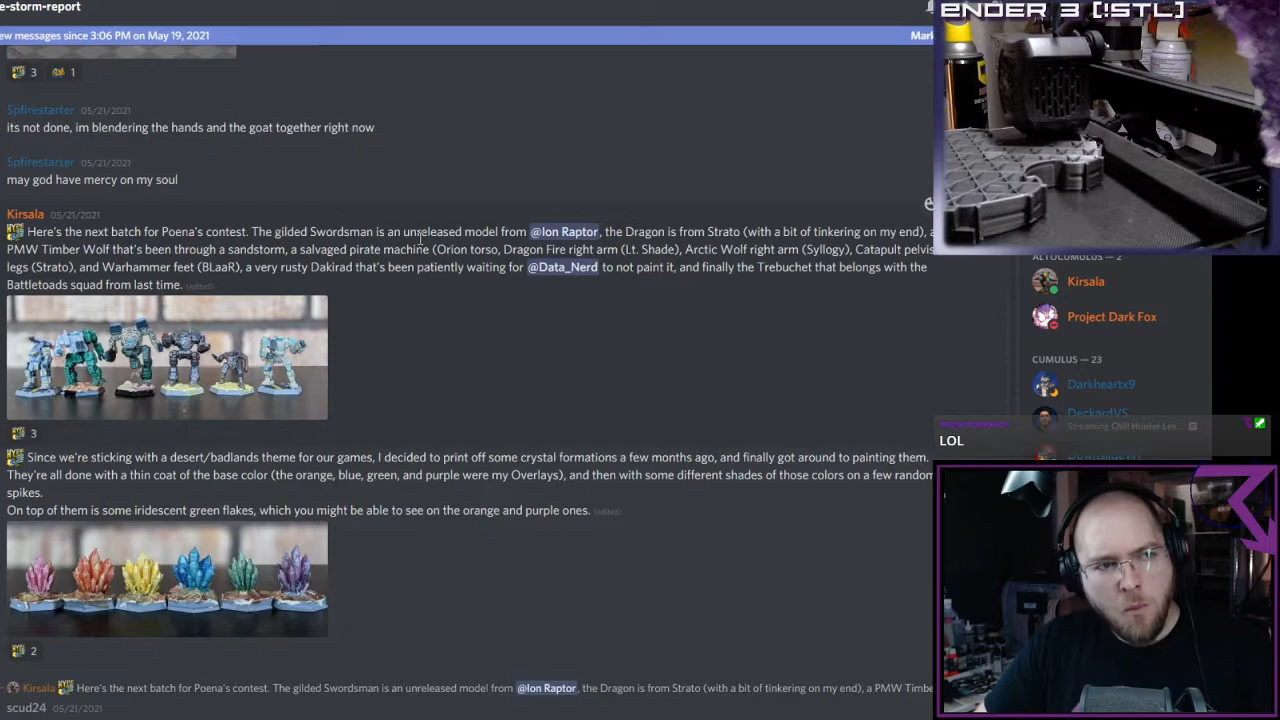 e-storm-report
ew messages since 3:06 PM on May 19, 2021
Mark
3 1
Spfirestarter 05/21/2021
its not done, im blendering the hands and the goat together right now
Spfirestarter 05/21/2021
may god have mercy on my soul
Kirsala 05/21/2021
Here's the next batch for Poena's contest. The gilded Swordsman is an unreleased model from @Ion Raptor, the Dragon is from Strato (with a bit of tinkering on my end), a
PMW Timber Wolf that's been through a sandstorm, a salvaged pirate machine (Orion torso, Dragon Fire right arm (Lt. Shade), Arctic Wolf right arm (Syllogy), Catapult pelvis
legs (Strato), and Warhammer feet (BLaaR), a very rusty Dakirad that's been patiently waiting for @Data_Nerd to not paint it, and finally the Trebuchet that belongs with the
Battletoads squad from last time. (edited)
3
Since we're sticking with a desert/badlands theme for our games, I decided to print off some crystal formations a few months ago, and finally got around to painting them.
They're all done with a thin coat of the base color (the orange, blue, green, and purple were my Overlays), and then with some different shades of those colors on a few random
spikes.
On top of them is some iridescent green flakes, which you might be able to see on the orange and purple ones. (edited)
2
Kirsala Here's the next batch for Poena's contest. The gilded Swordsman is an unreleased model from @Ion Raptor, the Dragon is from Strato (with a bit of tinkering on my end), a PMW Timbe
scud24 05/21/2021
ENDER 3 [!STL]
ALTOCUMULUS — 2
Kirsala
Project Dark Fox
CUMULUS — 23
Darkheartx9
DeckardVS
Streaming Chill Hunter Lev...
LOL